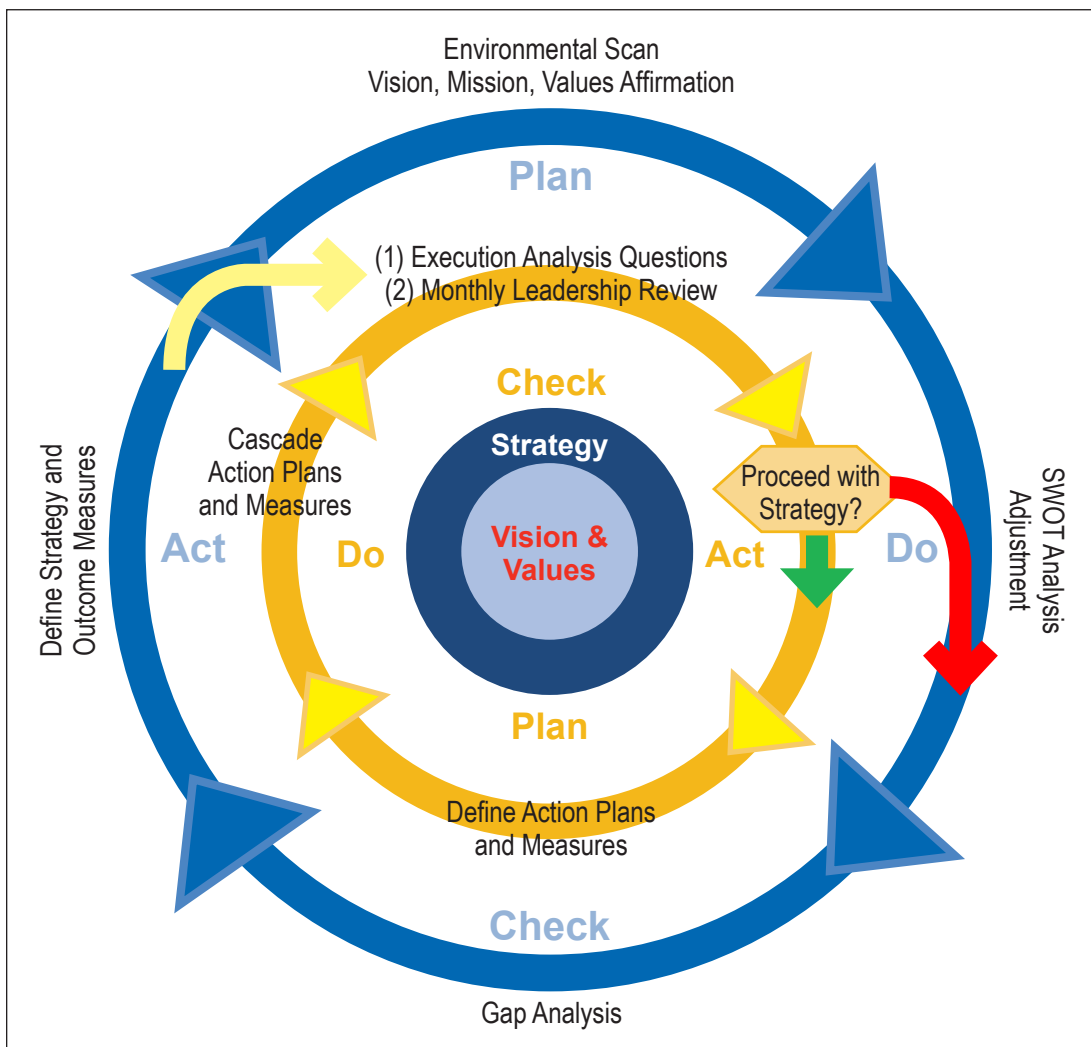 Environmental Scan
Vision, Mission, Values Affirmation
Plan
(1) Execution Analysis Questions
(2) Monthly Leadership Review
Check
Strategy
Cascade
Action Plans
and Measures
Proceed with
Strategy?
Define Strategy and
Outcome Measures
Act
Do
Vision &
Values
Act
Do
SWOT Analysis
Adjustment
Plan
Define Action Plans
and Measures
Check
Gap Analysis